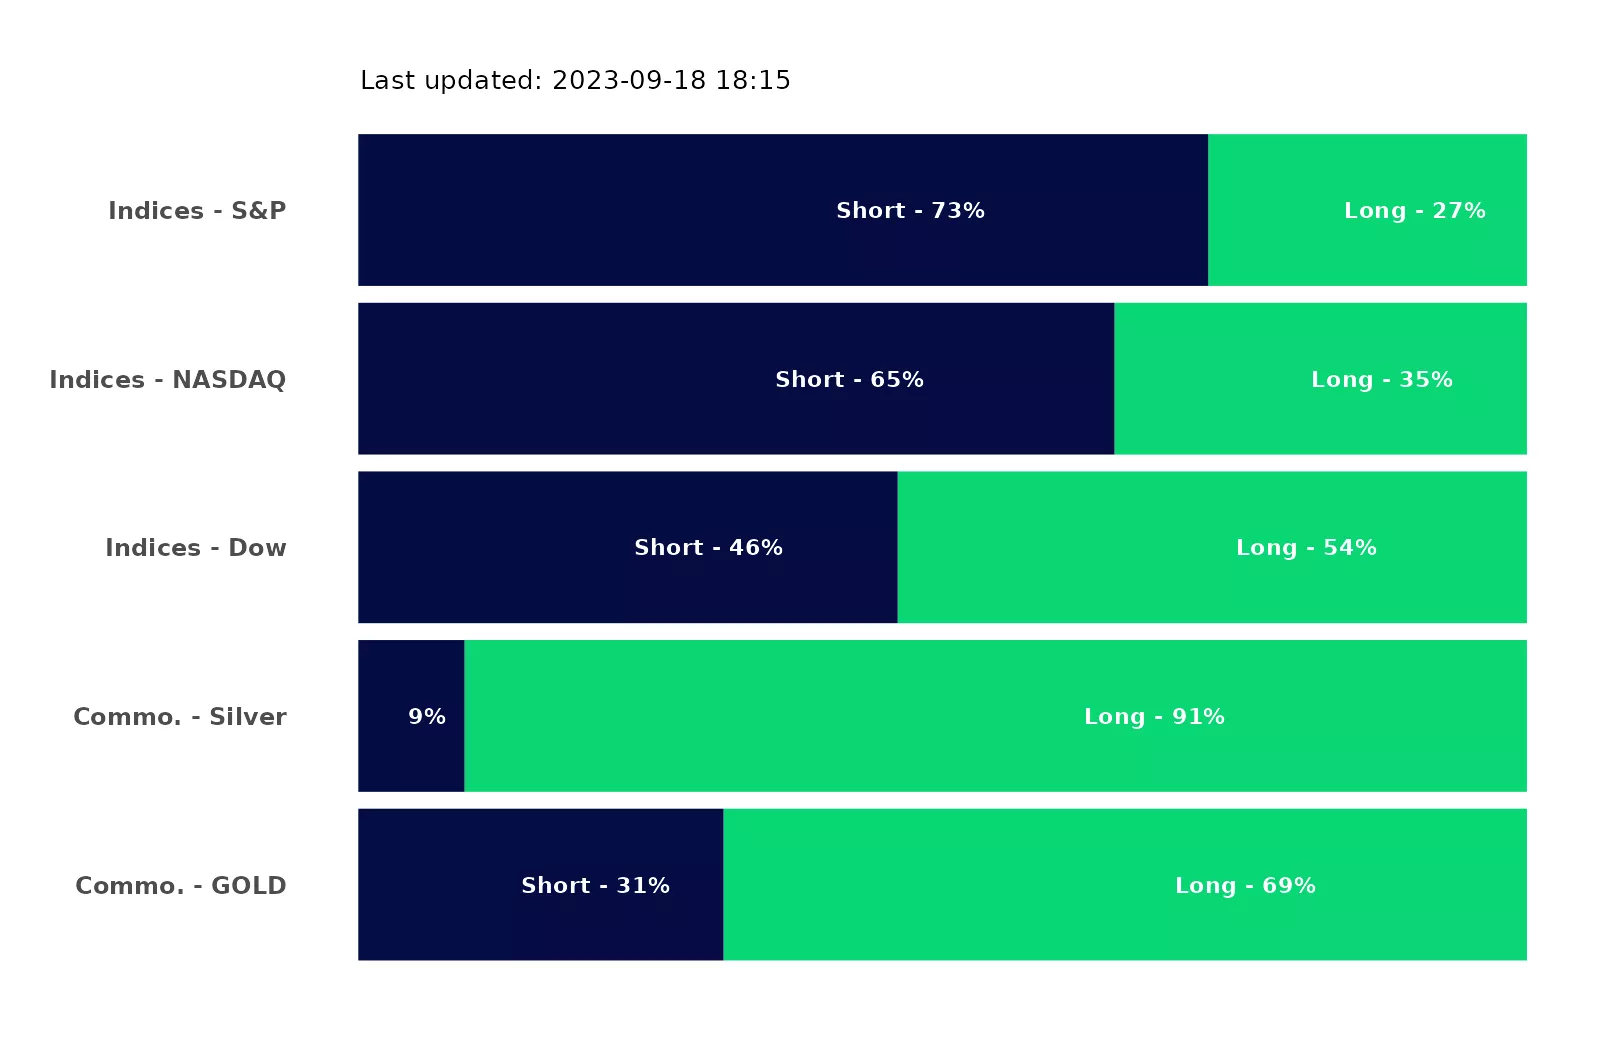 Last updated: 2023-09-18 18:15
Indices - S&P
Short - 73%
Long - 27%
Indices - NASDAQ
Short - 65%
Long - 35%
Indices - Dow
Short - 46%
Long - 54%
Commo. - Silver
9%
Long - 91%
Commo. - GOLD
Short - 31%
Long - 69%